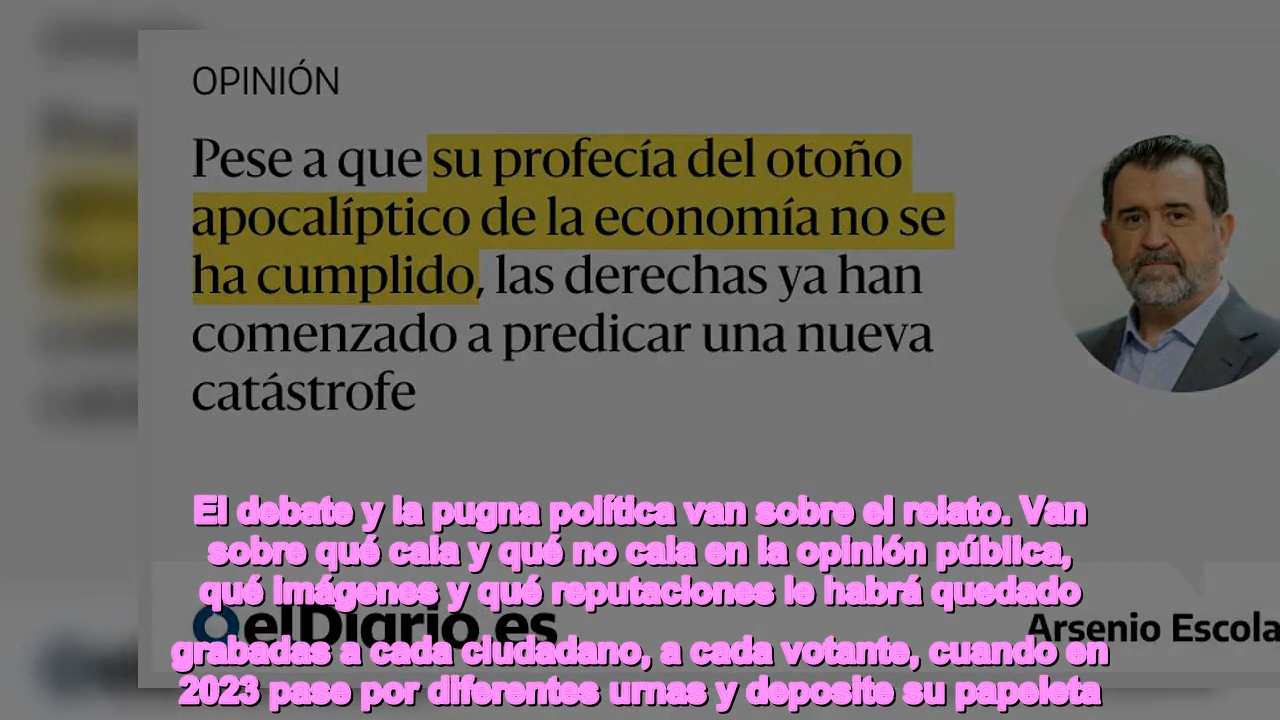 OPINIÓN
Pese a que su profecía del otoño
apocalíptico de la economía no se
ha cumplido, las derechas ya han
comenzado a predicar una nueva
catástrofe
El debate y la pugna política van sobre el relato. Van
sobre qué cala y qué no cala en la opinión pública,
qué imágenes y qué reputaciones le habrá quedado
elDiario.es
Arsenio Escola
grabadas a cada ciudadano, a cada votante, cuando en
2023 pase por diferentes urnas y deposite su papeleta